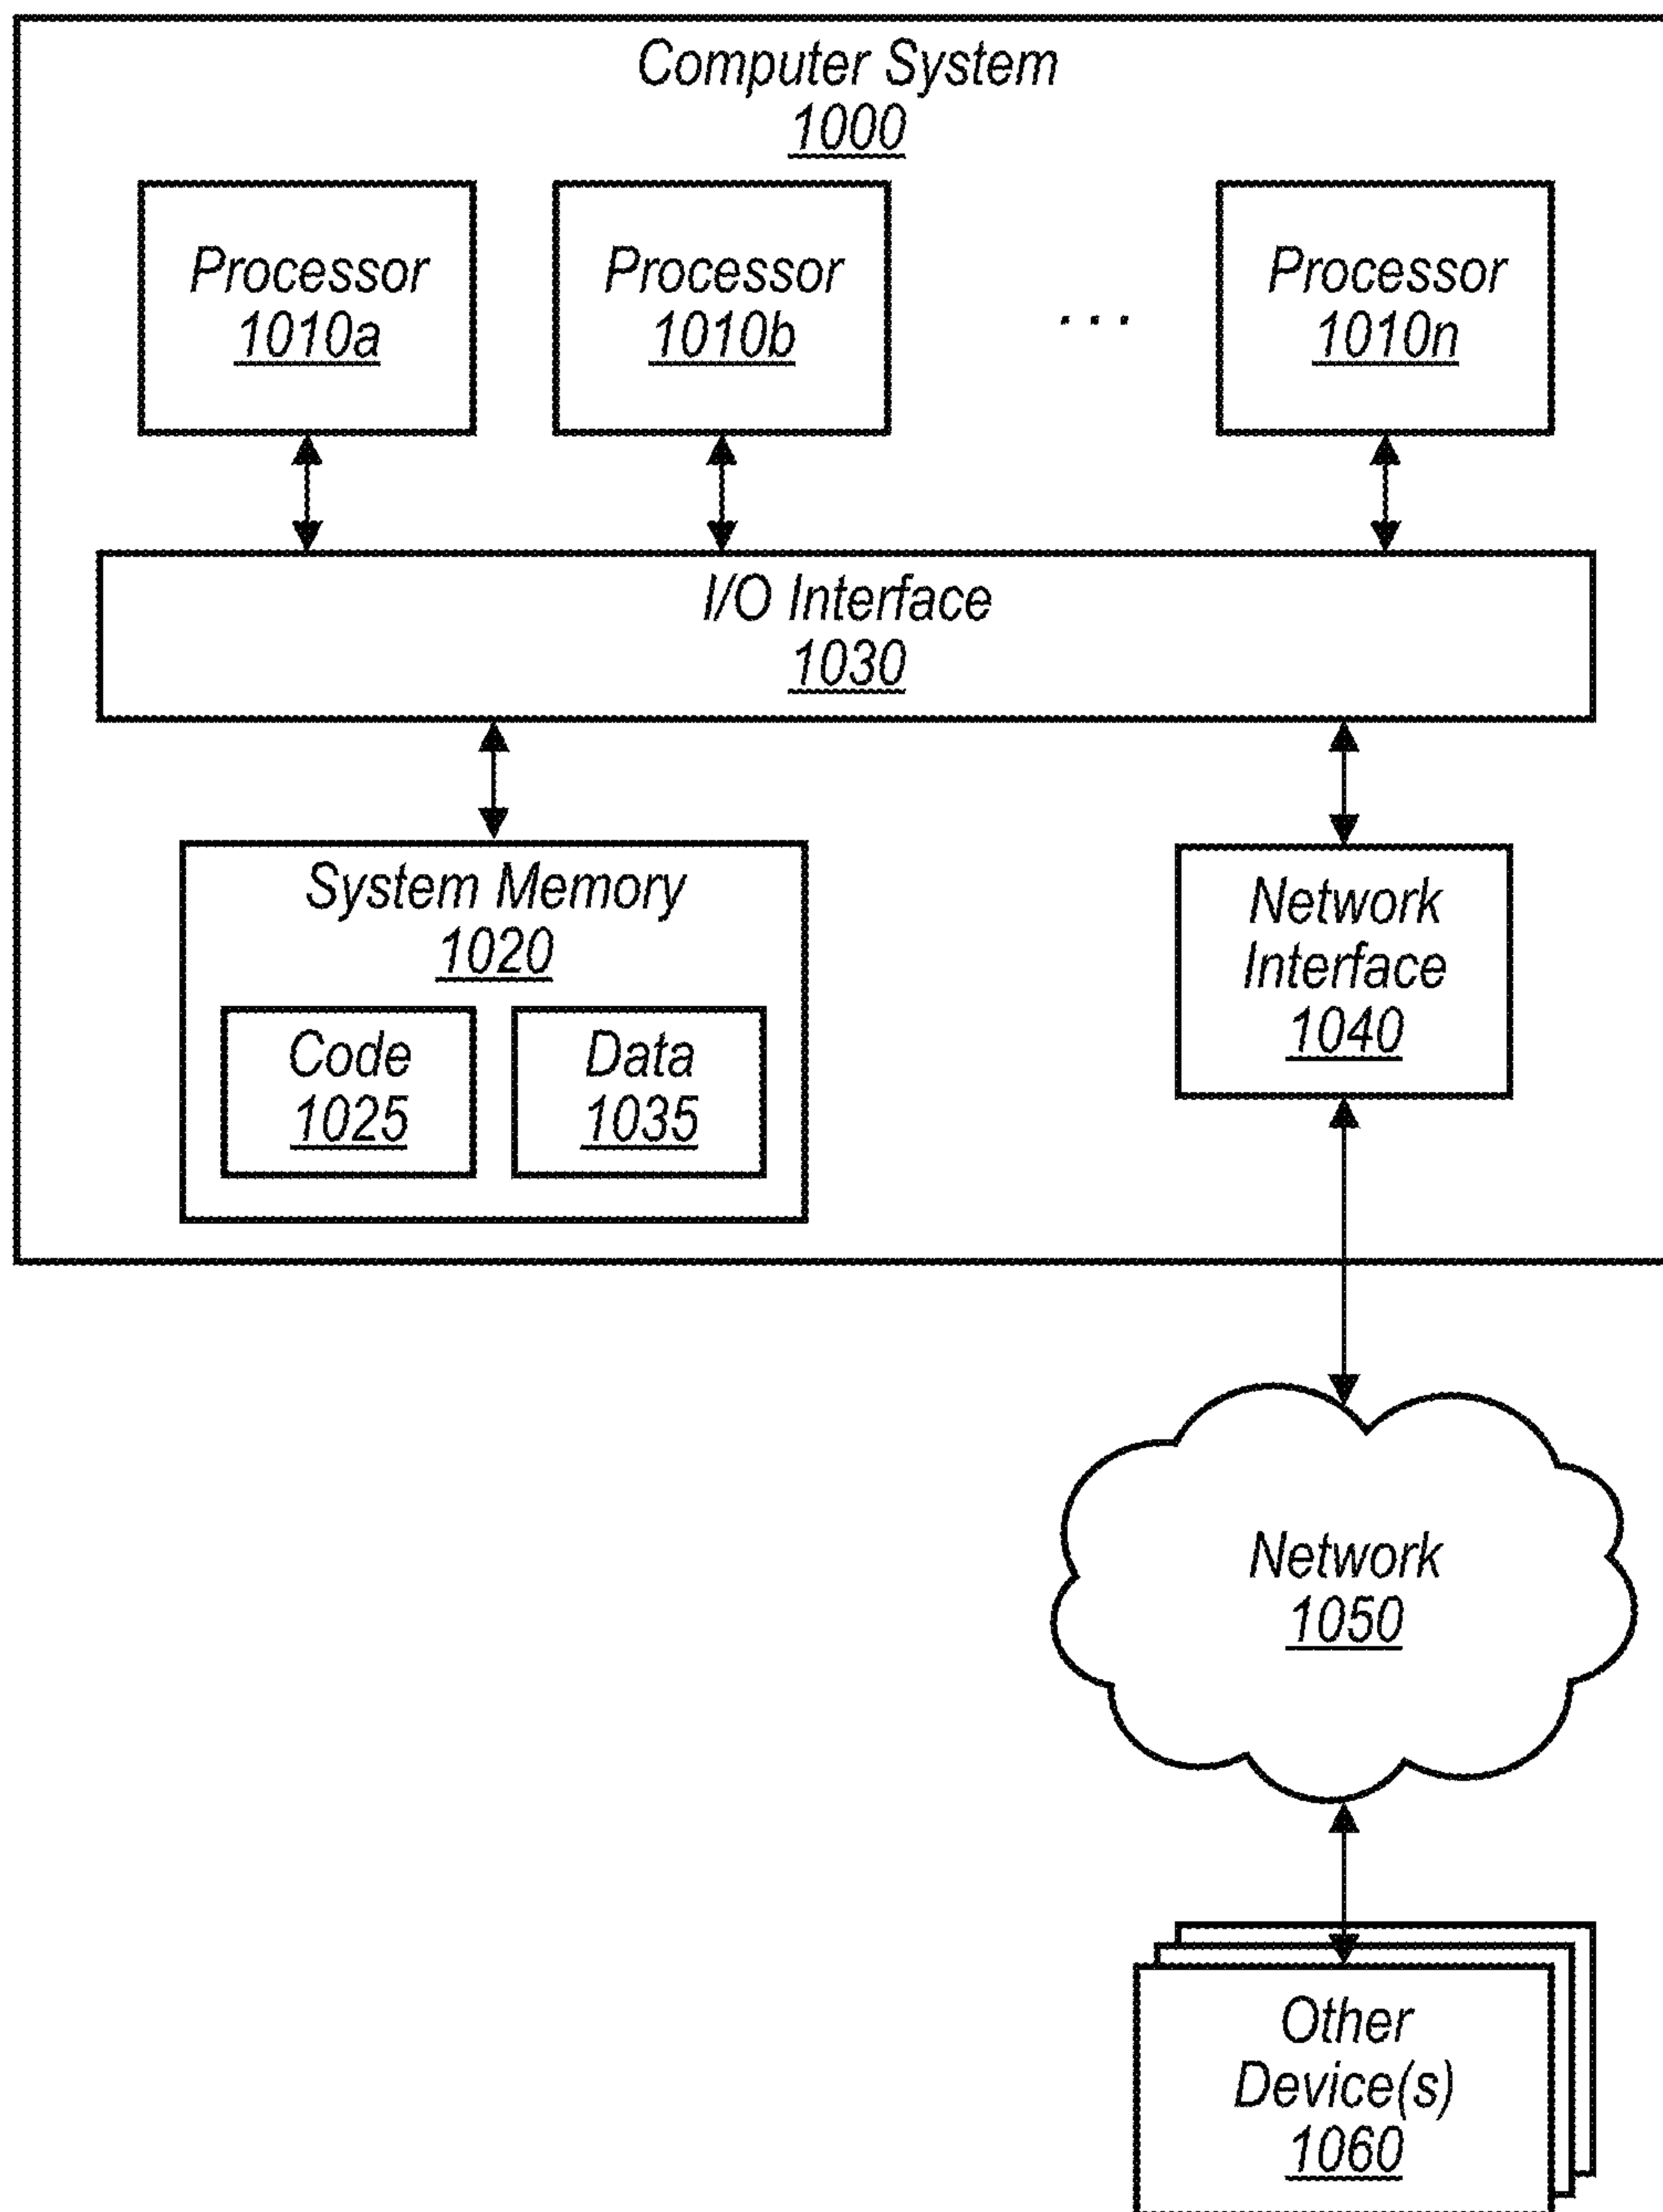 Computer System
1000
Processor
1010a
Processor
1010b
. . .
Processor
1010n
I/O Interface
1030
System Memory
1020
Code
1025
Data
1035
Network
Interface
1040
Network
1050
Other
Device(s)
1060